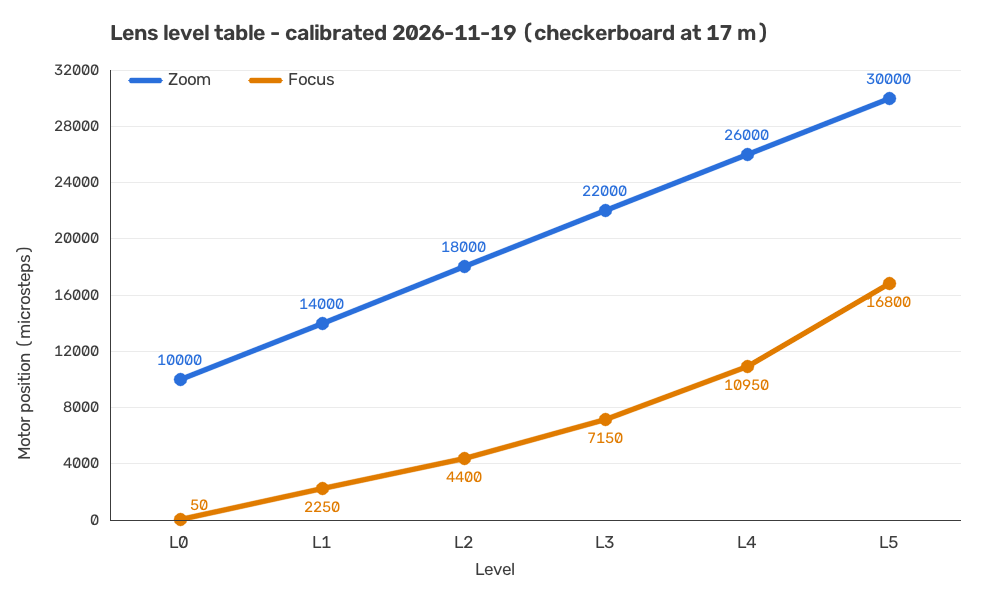 Lens level table - calibrated 2026-11-19 (checkerboard at 17 m)
Zoom
Focus
Motor position (microsteps)
32000
28000
24000
20000
16000
12000
8000
4000
0
10000
14000
18000
22000
26000
30000
50
2250
4400
7150
10950
16800
L0
L1
L2
L3
L4
L5
Level